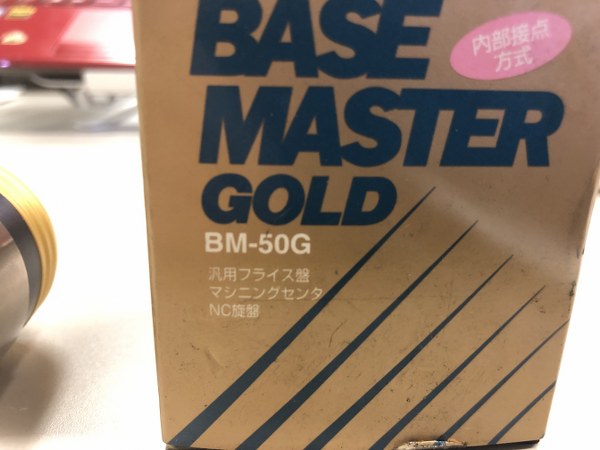 BASE
内部接点
方式
MASTER
GOLD
BM-50G
汎用フライス盤
マシニングセンタ
NC旋盤